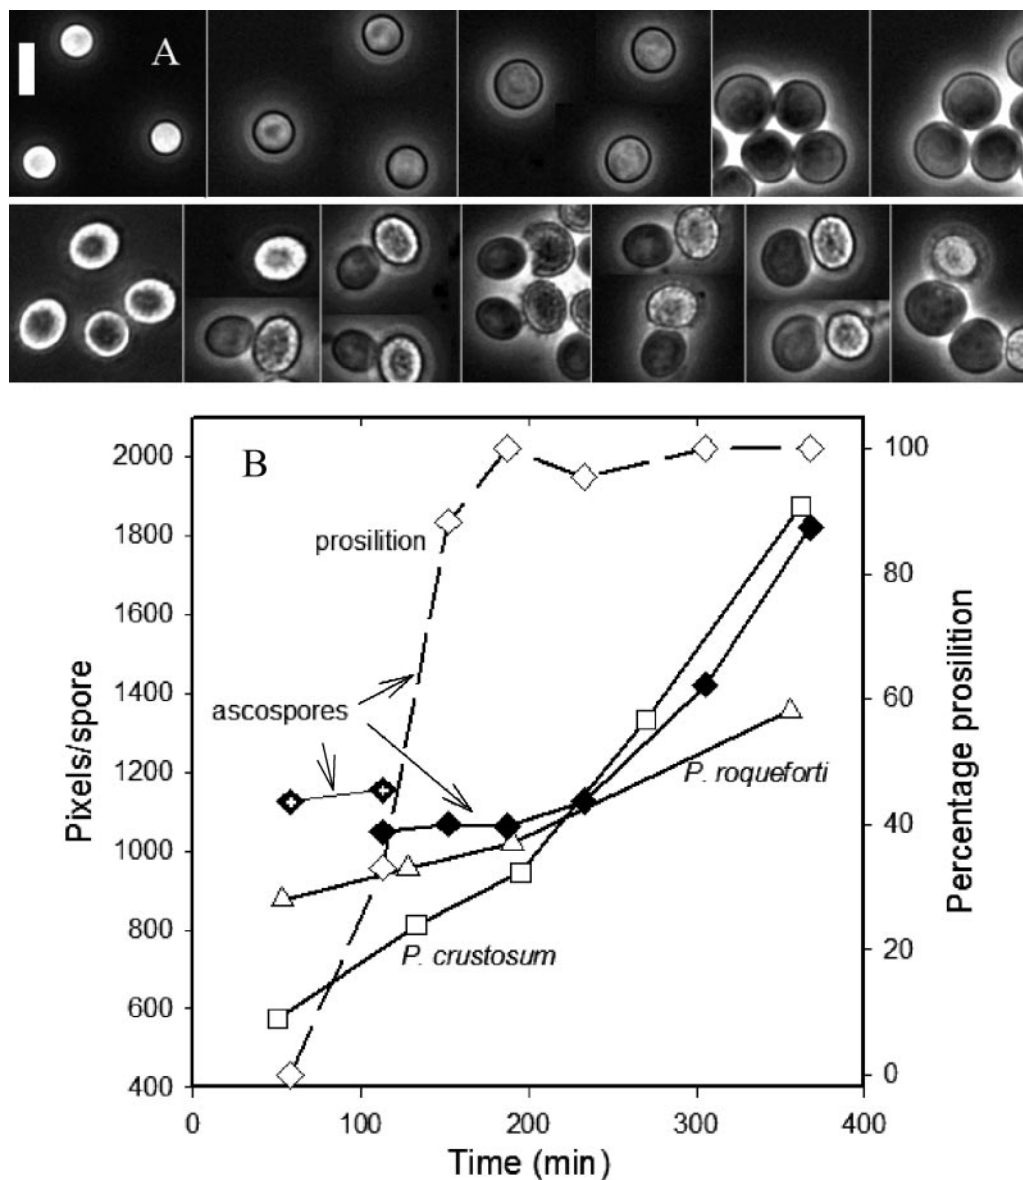 A
B
2000
1800
1600
1400
1200
1000
800
600
400
Pixels/spore
100
80
60
40
20
0
Percentage prosilition
prosilition
ascospores
P. roqueforti
P. crustosum
0 100 200 300 400
Time (min)